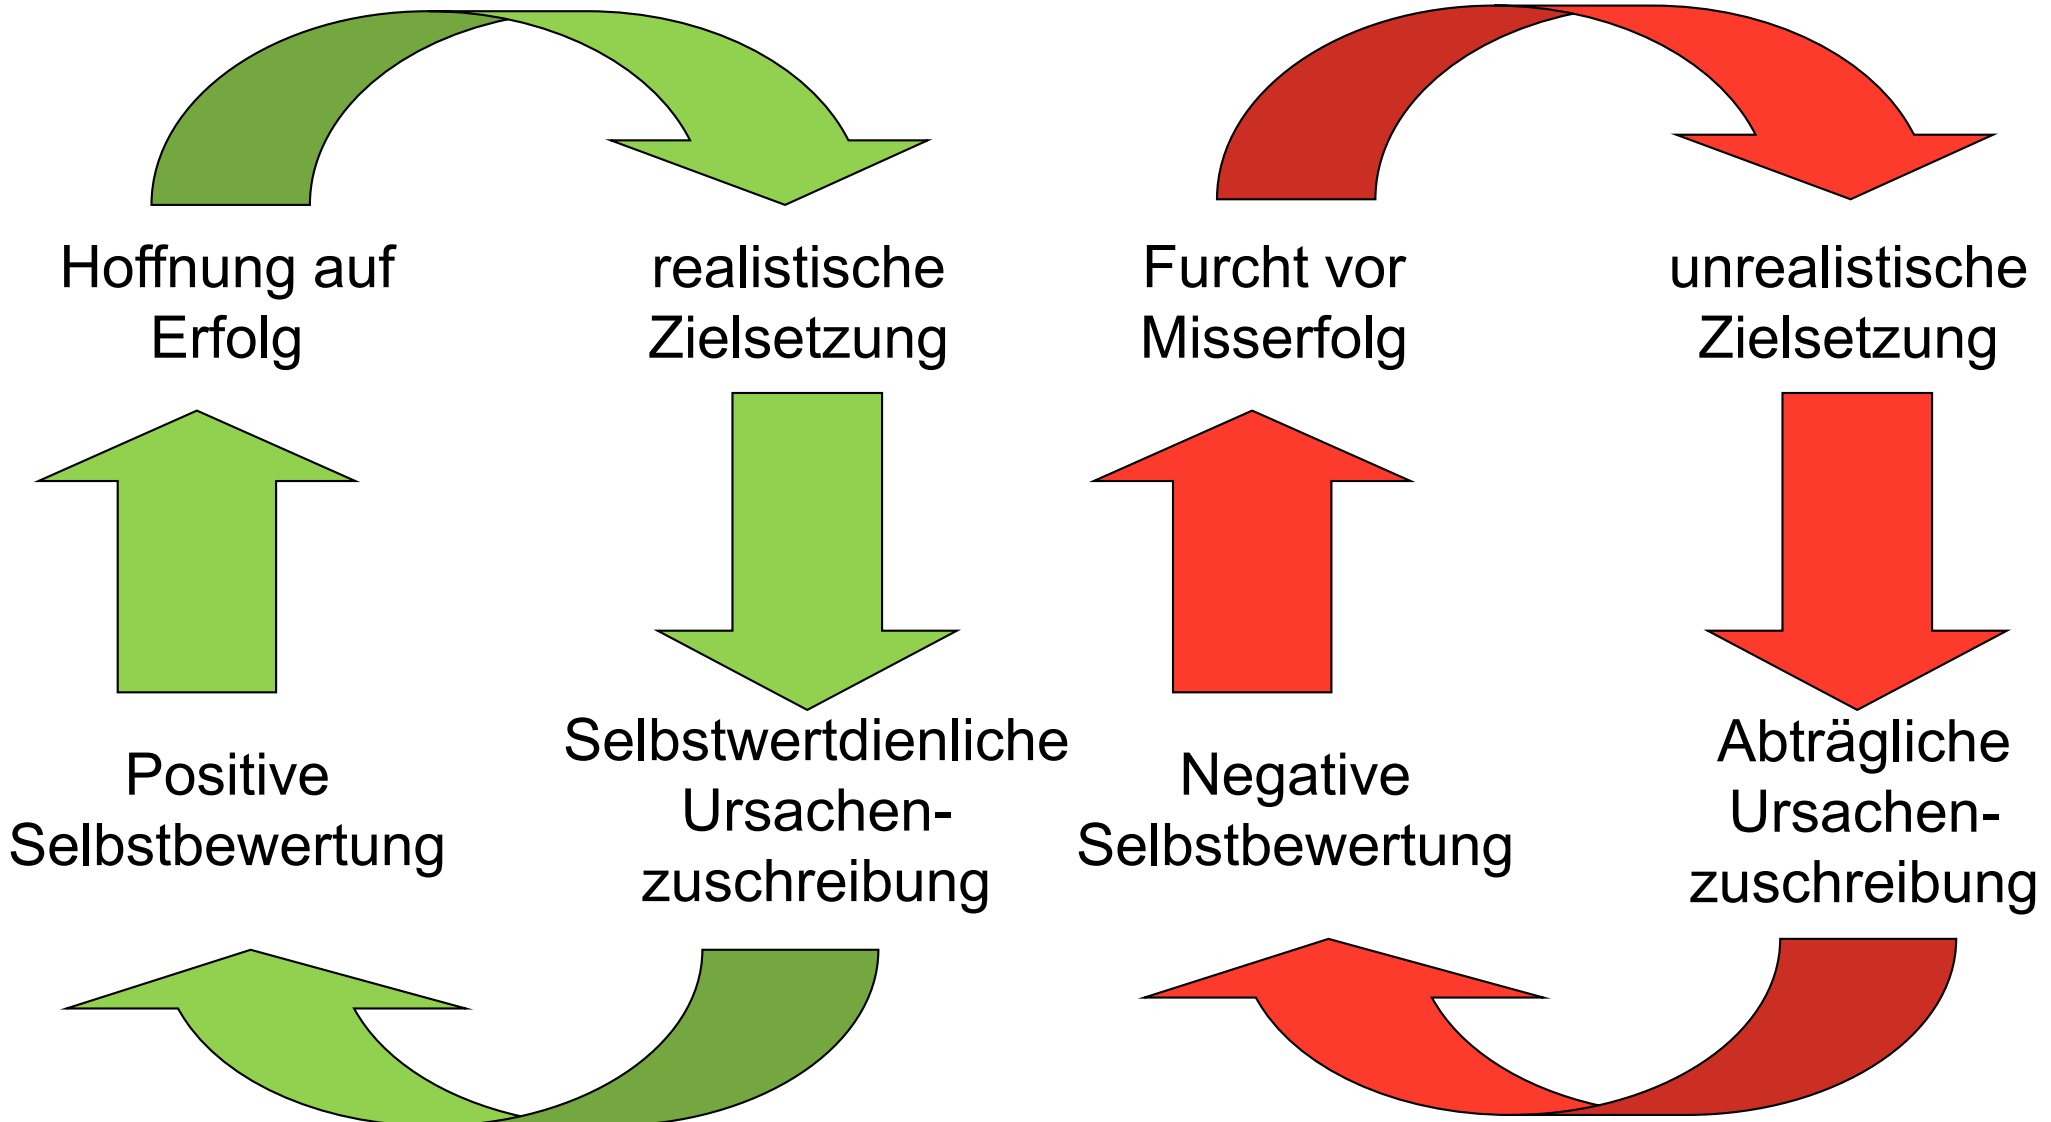 Hoffnung auf
Erfolg
realistische
Zielsetzung
Selbstwertdienliche
Ursachen-
zuschreibung
Positive
Selbstbewertung
Furcht vor
Misserfolg
unrealistische
Zielsetzung
Abträgliche
Ursachen-
zuschreibung
Negative
Selbstbewertung